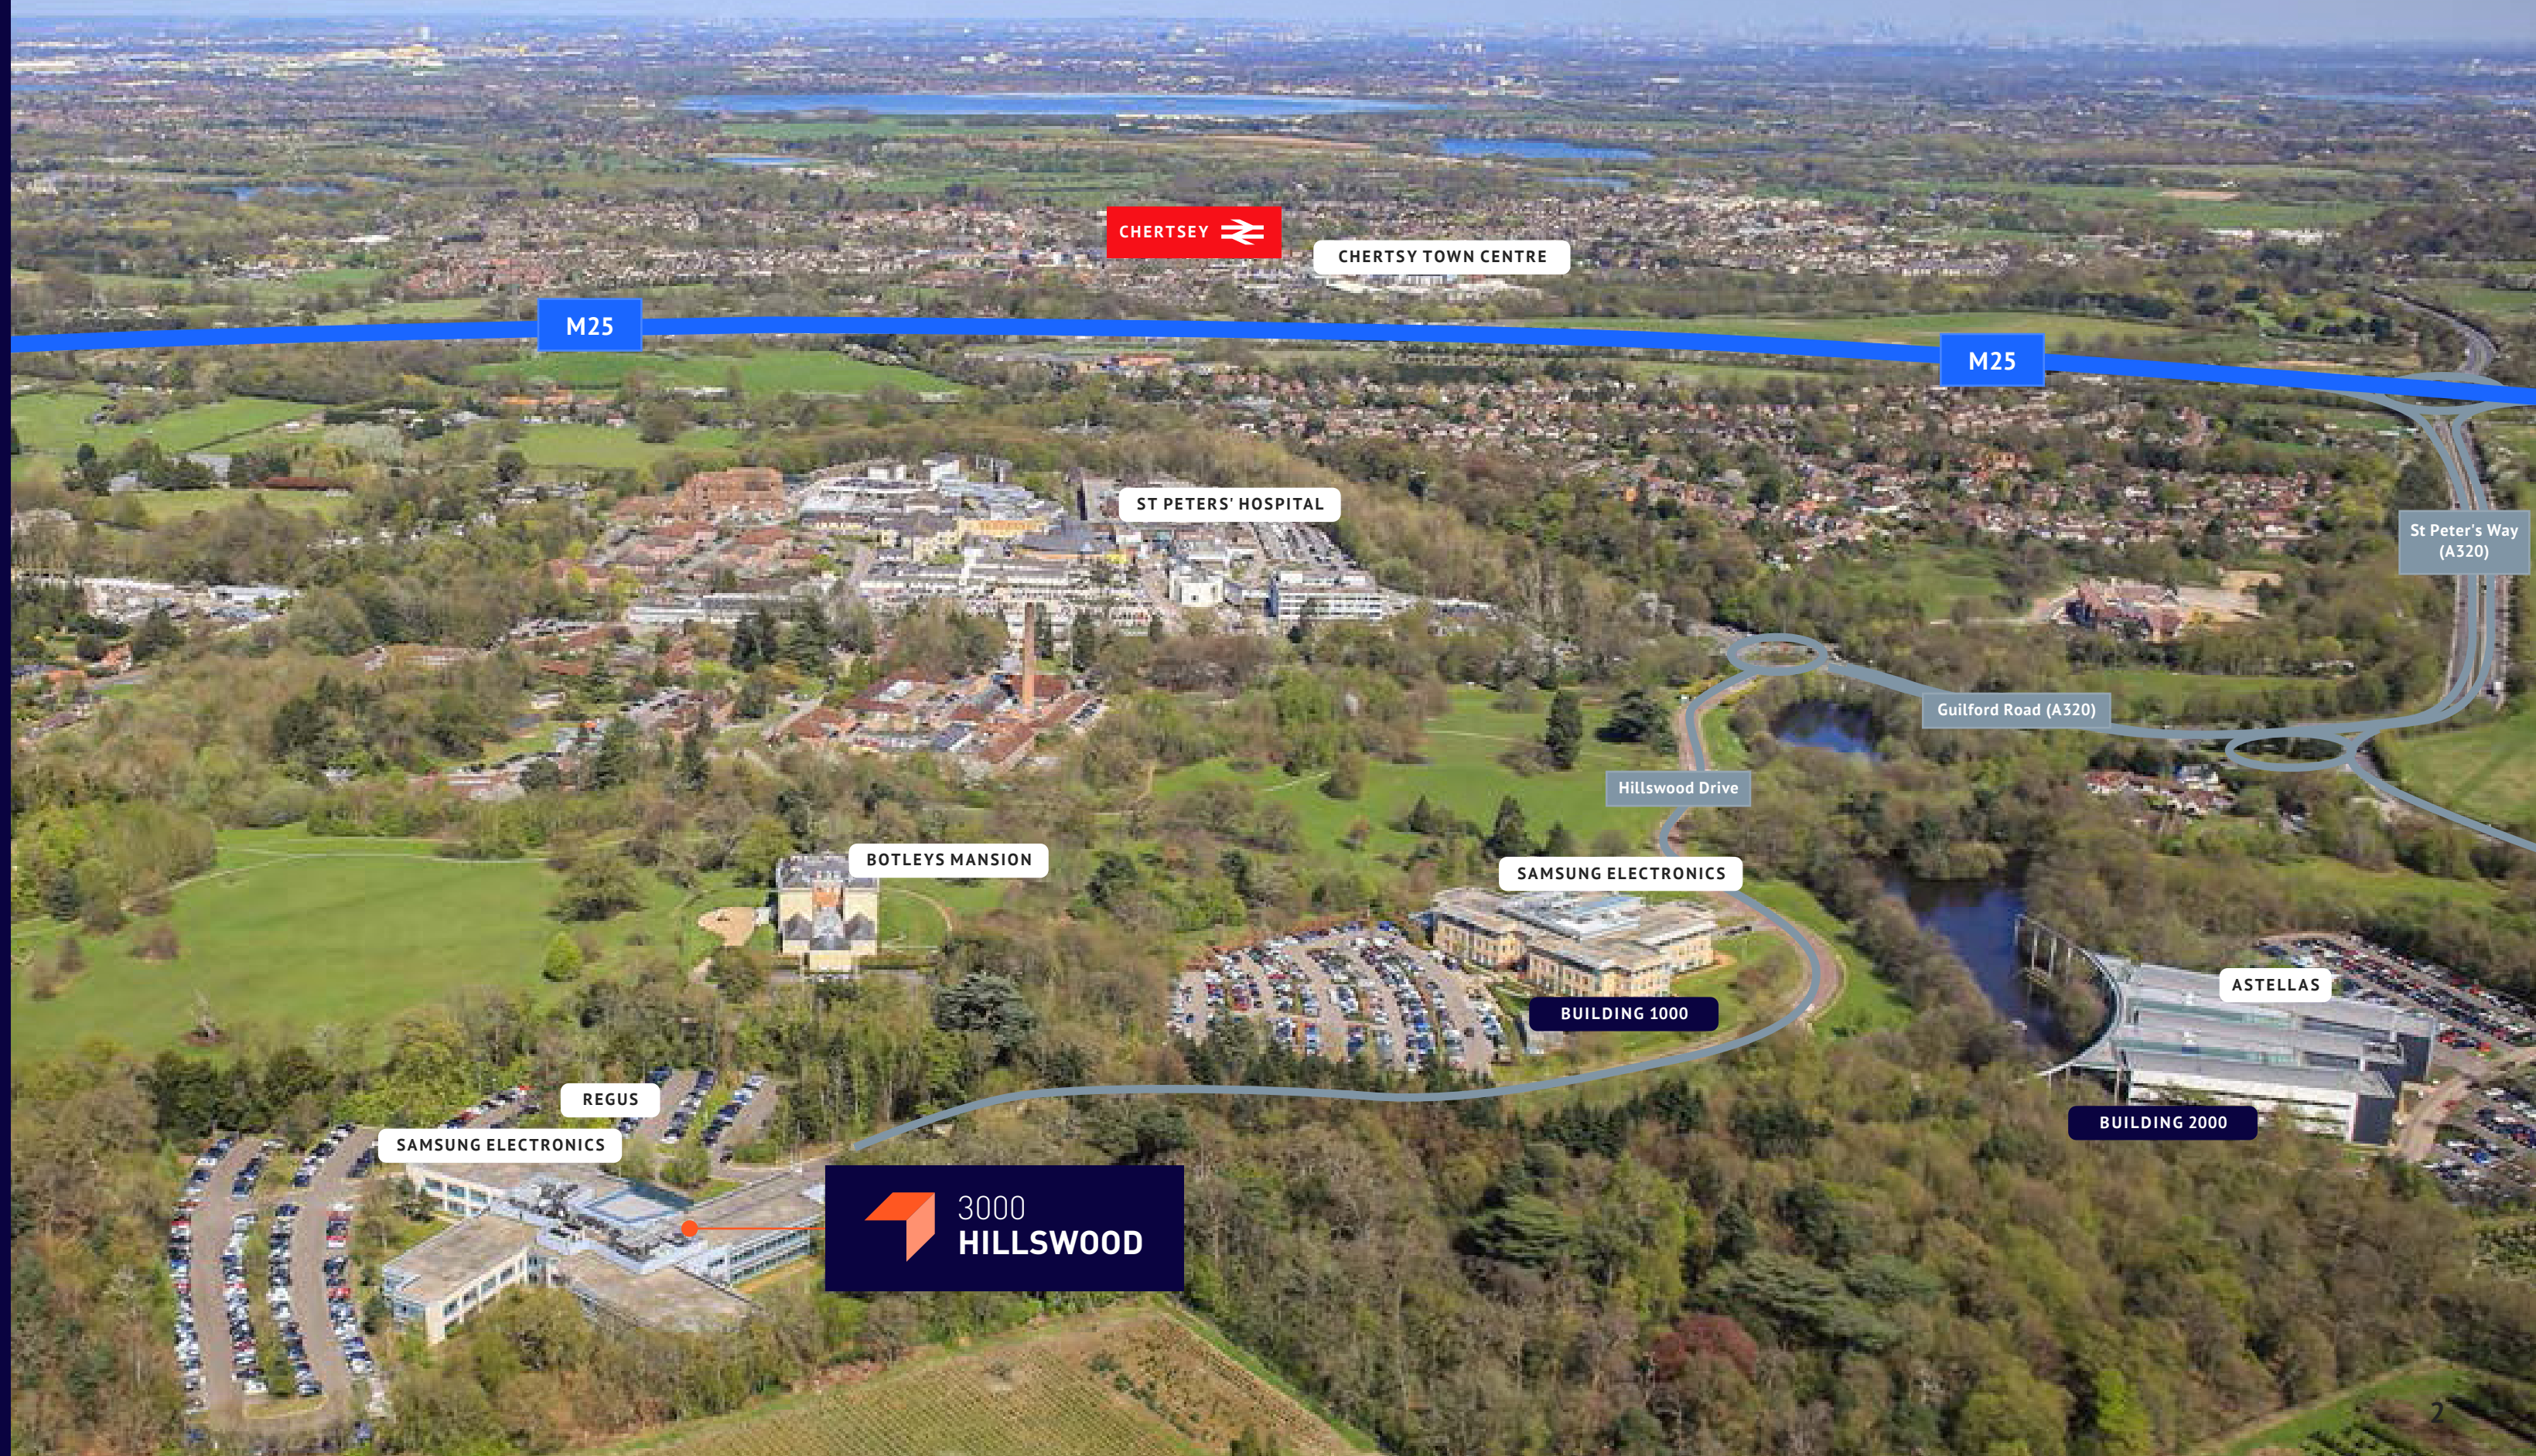 CHERTSEY
CHERTSY TOWN CENTRE
M25
M25
ST PETERS' HOSPITAL
St Peter's Way
(A320)
Guilford Road (A320)
Hillswood Drive
BOTLEYS MANSION
SAMSUNG ELECTRONICS
ASTELLAS
BUILDING 1000
REGUS
BUILDING 2000
SAMSUNG ELECTRONICS
3000
HILLSWOOD
2